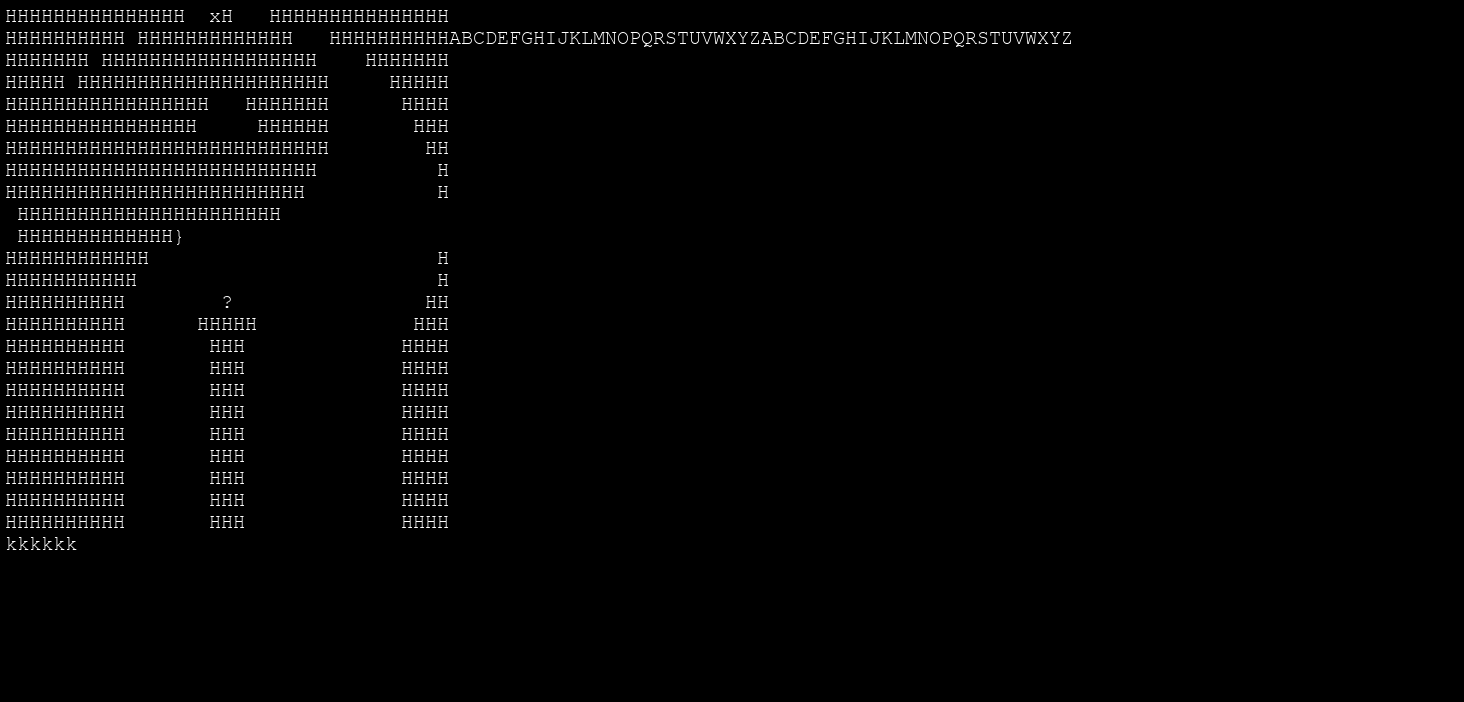 HHHHHHHHHHHHHHH  xH   HHHHHHHHHHHHHHH
HHHHHHHHHH HHHHHHHHHHHHH   HHHHHHHHHHABCDEFGHIJKLMNOPQRSTUVWXYZABCDEFGHIJKLMNOPQRSTUVWXYZ
HHHHHHH HHHHHHHHHHHHHHHHHH    HHHHHHH
HHHHH HHHHHHHHHHHHHHHHHHHHH     HHHHH
HHHHHHHHHHHHHHHHH   HHHHHHH      HHHH
HHHHHHHHHHHHHHHH     HHHHHH       HHH
HHHHHHHHHHHHHHHHHHHHHHHHHHH        HH
HHHHHHHHHHHHHHHHHHHHHHHHHH          H
HHHHHHHHHHHHHHHHHHHHHHHHH           H
 HHHHHHHHHHHHHHHHHHHHHH
 HHHHHHHHHHHHH}
HHHHHHHHHHHH                        H
HHHHHHHHHHH                         H
HHHHHHHHHH        ?                HH
HHHHHHHHHH      HHHHH             HHH
HHHHHHHHHH       HHH             HHHH
HHHHHHHHHH       HHH             HHHH
HHHHHHHHHH       HHH             HHHH
HHHHHHHHHH       HHH             HHHH
HHHHHHHHHH       HHH             HHHH
HHHHHHHHHH       HHH             HHHH
HHHHHHHHHH       HHH             HHHH
HHHHHHHHHH       HHH             HHHH
HHHHHHHHHH       HHH             HHHH
kkkkkk